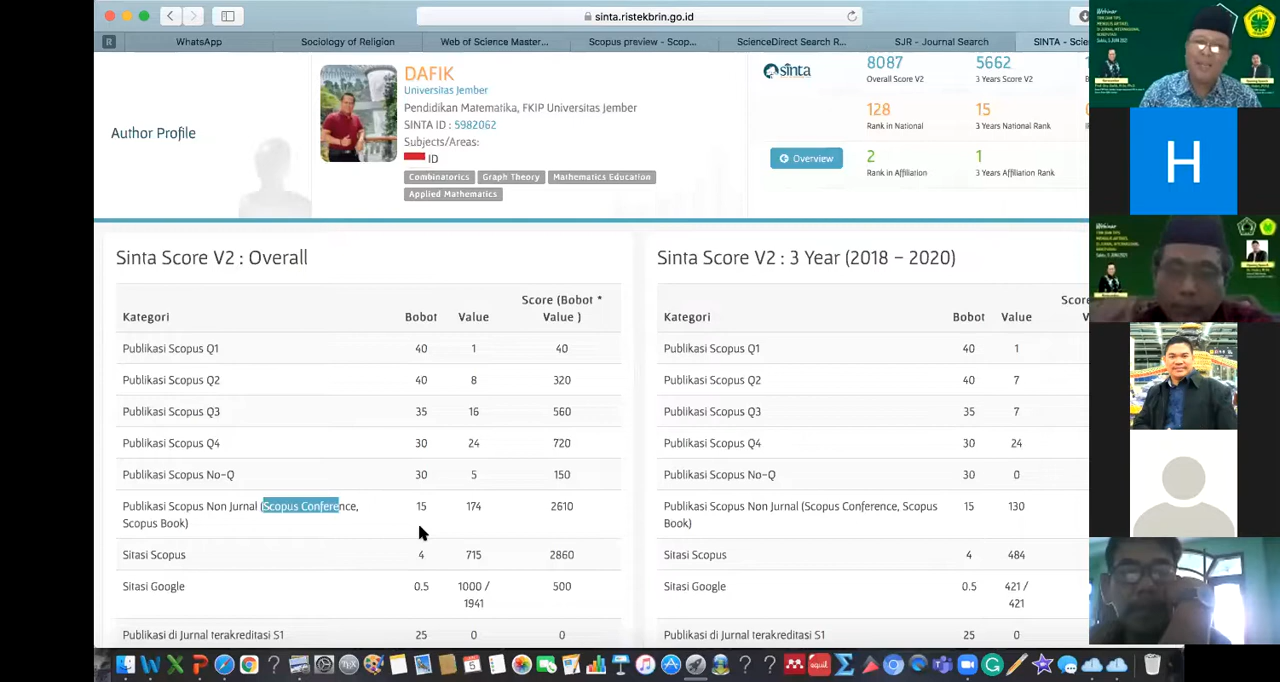 sinta.ristekbrin.go.id
R
WhatsApp
Sociology of Religion
Web of Science Master...
Scopus preview - Scop...
ScienceDirect Search R...
SJR - Journal Search
SINTA - Scie
Author Profile
DAFIK
Universitas Jember
Pendidikan Matematika, FKIP Universitas Jember
SINTA ID : 5982062
Subjects/Areas:
ID
Combinatorics
Graph Theory
Mathematics Education
Applied Mathematics
sinta
8087
5662
Overall Score V2
3 Years Score V2
128
15
Rank in National
3 Years National Rank
Overview
2
1
Rank in Affiliation
3 Years Affiliation Rank
Sinta Score V2 : Overall
Kategori Bobot Value Score (Bobot * Value )
Publikasi Scopus Q1 40 1 40
Publikasi Scopus Q2 40 8 320
Publikasi Scopus Q3 35 16 560
Publikasi Scopus Q4 30 24 720
Publikasi Scopus No-Q 30 5 150
Publikasi Scopus Non Jurnal (Scopus Conference, 15 174 2610
Scopus Book)
Sitasi Scopus 4 715 2860
Sitasi Google 0.5 1000 / 500
1941
Publikasi di Jurnal terakreditasi S1 25 0 0
Sinta Score V2 : 3 Year (2018 – 2020)
Kategori Bobot Value Score
V
Publikasi Scopus Q1 40 1
Publikasi Scopus Q2 40 7
Publikasi Scopus Q3 35 7
Publikasi Scopus Q4 30 24
Publikasi Scopus No-Q 30 0
Publikasi Scopus Non Jurnal (Scopus Conference, Scopus 15 130
Book)
Sitasi Scopus 4 484
Sitasi Google 0.5 421 /
421
Publikasi di Jurnal terakreditasi S1 25 0
Webinar
H
Webinar